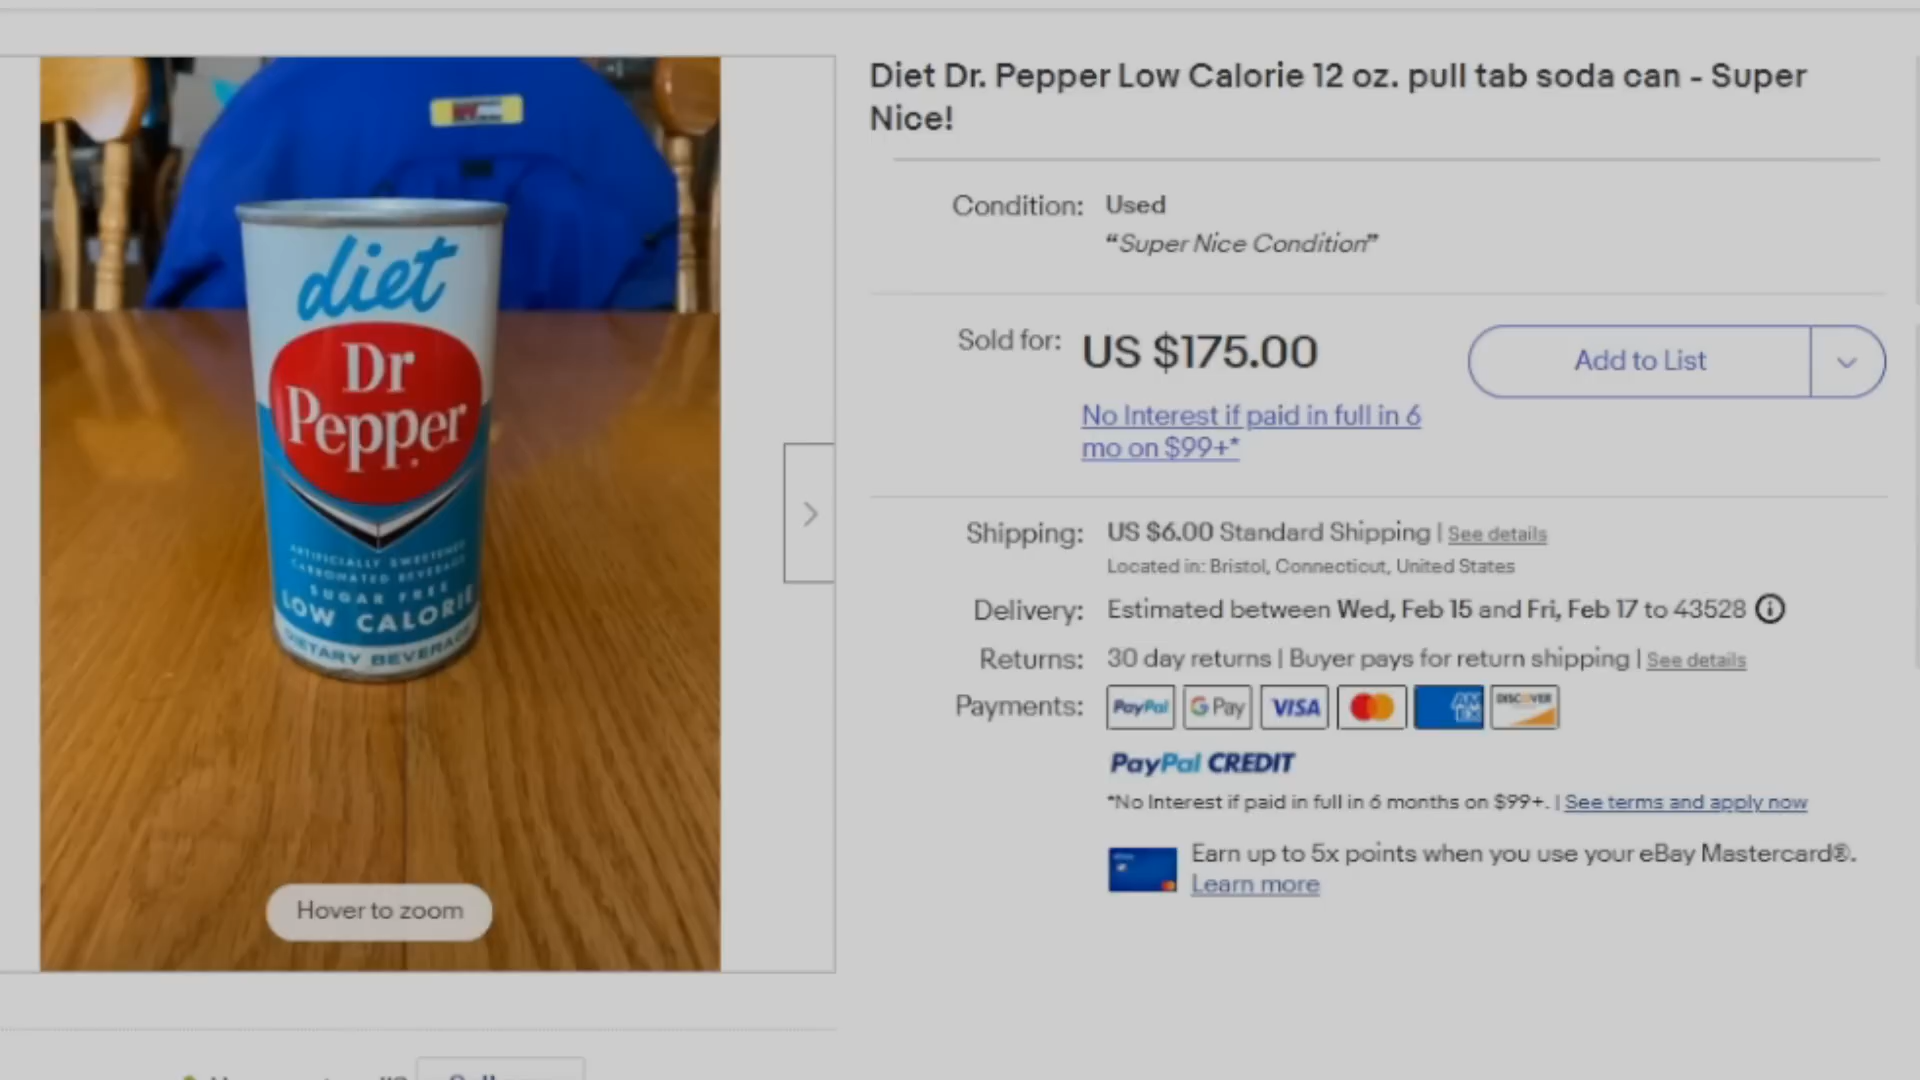 Diet Dr. Pepper Low Calorie 12 oz. pull tab soda can - Super
Nice!
Condition: Used
“Super Nice Condition”
Sold for: US $175.00
Add to List
No Interest if paid in full in 6
mo on $99+*
Shipping: US $6.00 Standard Shipping | See details
Located in: Bristol, Connecticut, United States
Delivery: Estimated between Wed, Feb 15 and Fri, Feb 17 to 43528
Returns: 30 day returns | Buyer pays for return shipping | See details
Payments: PayPal G Pay VISA AM EX DISCOVER
PayPal CREDIT
*No Interest if paid in full in 6 months on $99+. | See terms and apply now
Earn up to 5x points when you use your eBay Mastercard®.
Learn more
diet
Dr
Pepper
ARTIFICIALLY SWEETENED
CARBONATED BEVERAGE
SUGAR FREE
LOW CALORIE
DIETARY BEVERAGE
Hover to zoom